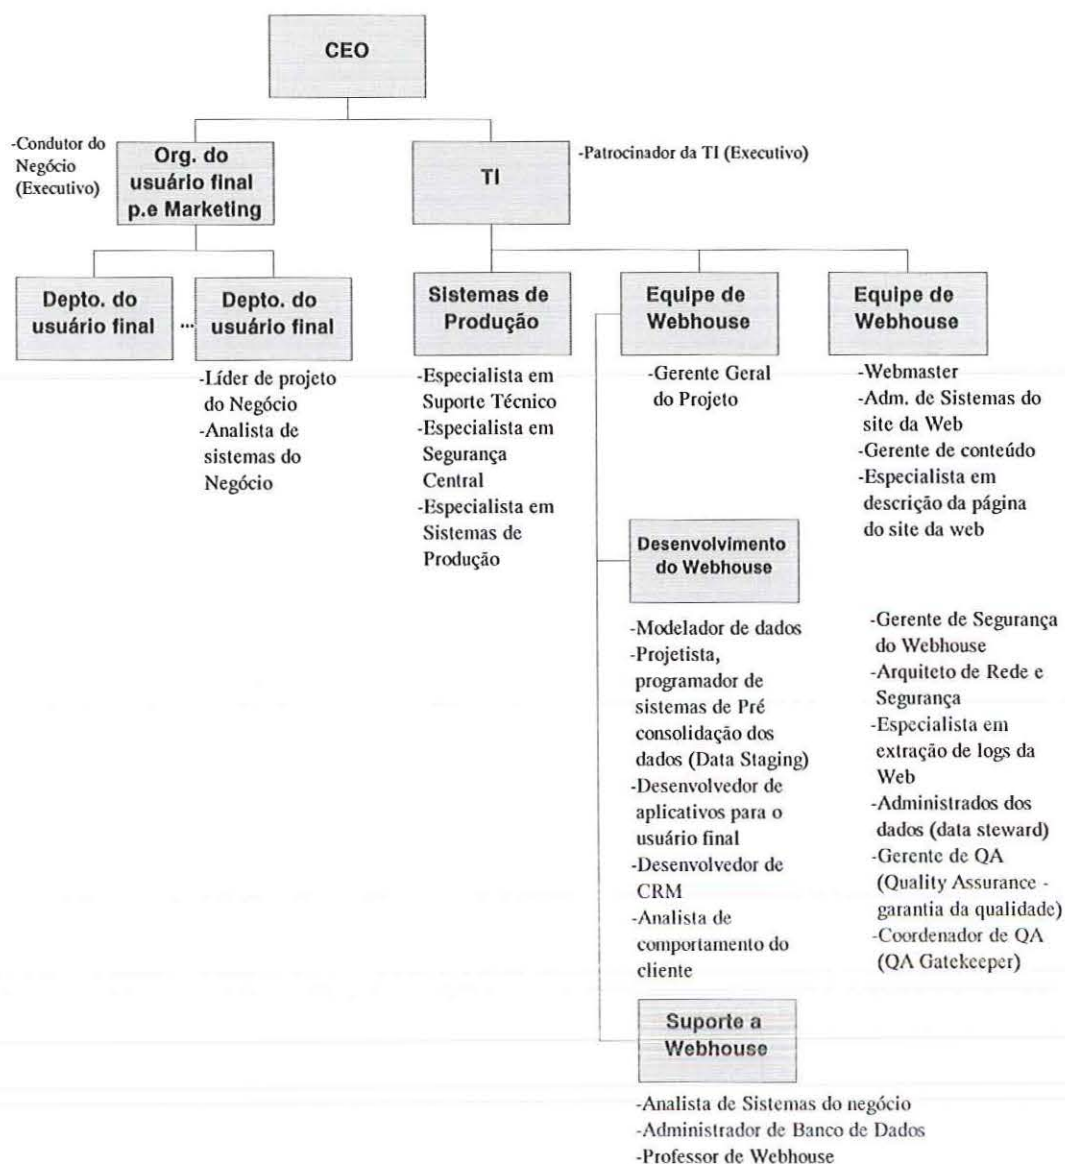 CEO
-Condutor do
Negócio
(Executivo)
Org. do
usuário final
p.e Marketing
TI
-Patrocinador da TI (Executivo)
Depto. do
usuário final
...
Depto. do
usuário final
-Líder de projeto
do Negócio
-Analista de
sistemas do
Negócio
Sistemas de
Produção
-Especialista em
Suporte Técnico
-Especialista em
Segurança
Central
-Especialista em
Sistemas de
Produção
Equipe de
Webhouse
-Gerente Geral
do Projeto
Equipe de
Webhouse
-Webmaster
-Adm. de Sistemas do
site da Web
-Gerente de conteúdo
-Especialista em
descrição da página
do site da web
Desenvolvimento
do Webhouse
-Modelador de dados
-Projetista,
programador de
sistemas de Pré
consolidação dos
dados (Data Staging)
-Desenvolvedor de
aplicativos para o
usuário final
-Desenvolvedor de
CRM
-Analista de
comportamento do
cliente
-Gerente de Segurança
do Webhouse
-Arquiteto de Rede e
Segurança
-Especialista em
extração de logs da
Web
-Administrados dos
dados (data steward)
-Gerente de QA
(Quality Assurance -
garantia da qualidade)
-Coordenador de QA
(QA Gatekeeper)
Suporte a
Webhouse
-Analista de Sistemas do negócio
-Administrador de Banco de Dados
-Professor de Webhouse